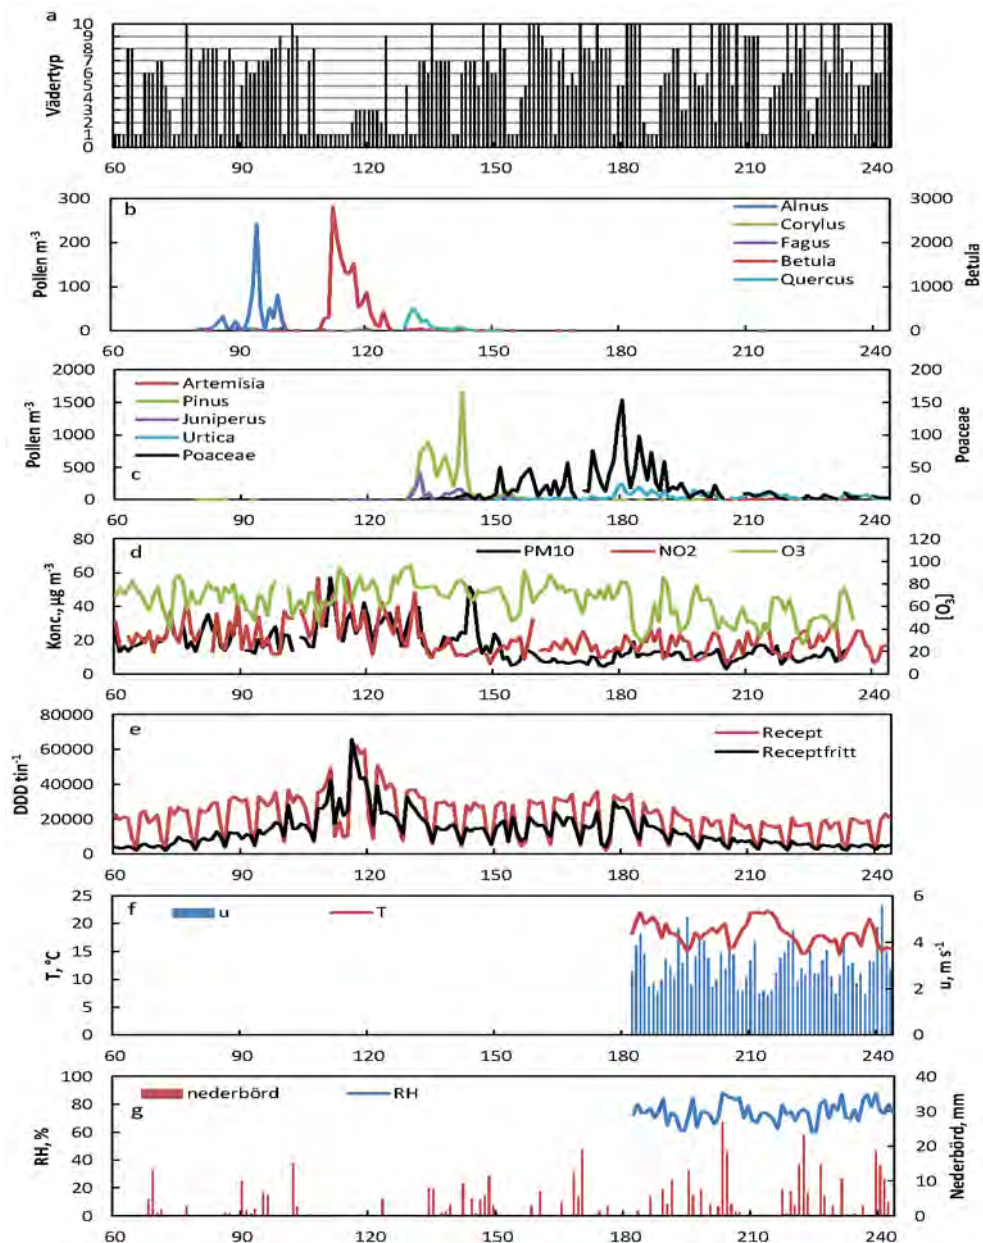 a
Vädertyp
10
9
8
7
6
5
4
3
2
1
0
60 90 120 150 180 210 240
b
Pollen m-3
300
200
100
0
Alnus
Corylus
Fagus
Betula
Quercus
3000
2000
1000
0
Betula
60 90 120 150 180 210 240
Pollen m-3
2000
1500
1000
500
0
Artemisia
Pinus
Juniperus
Urtica
Poaceae
c
200
150
100
50
0
Poaceae
60 90 120 150 180 210 240
d
Konc., µg m-3
80
60
40
20
0
PM10 NO2 O3
120
100
80
60
40
20
0
[O3]
60 90 120 150 180 210 240
e
DDD tin-1
80000
60000
40000
20000
0
Recept
Receptfritt
60 90 120 150 180 210 240
f
T, °C
25
20
15
10
5
0
u T
6
4
2
0
u, m s-1
60 90 120 150 180 210 240
RH, %
100
80
60
40
20
0
nederbörd RH
g
40
30
20
10
0
Nederbörd, mm
60 90 120 150 180 210 240